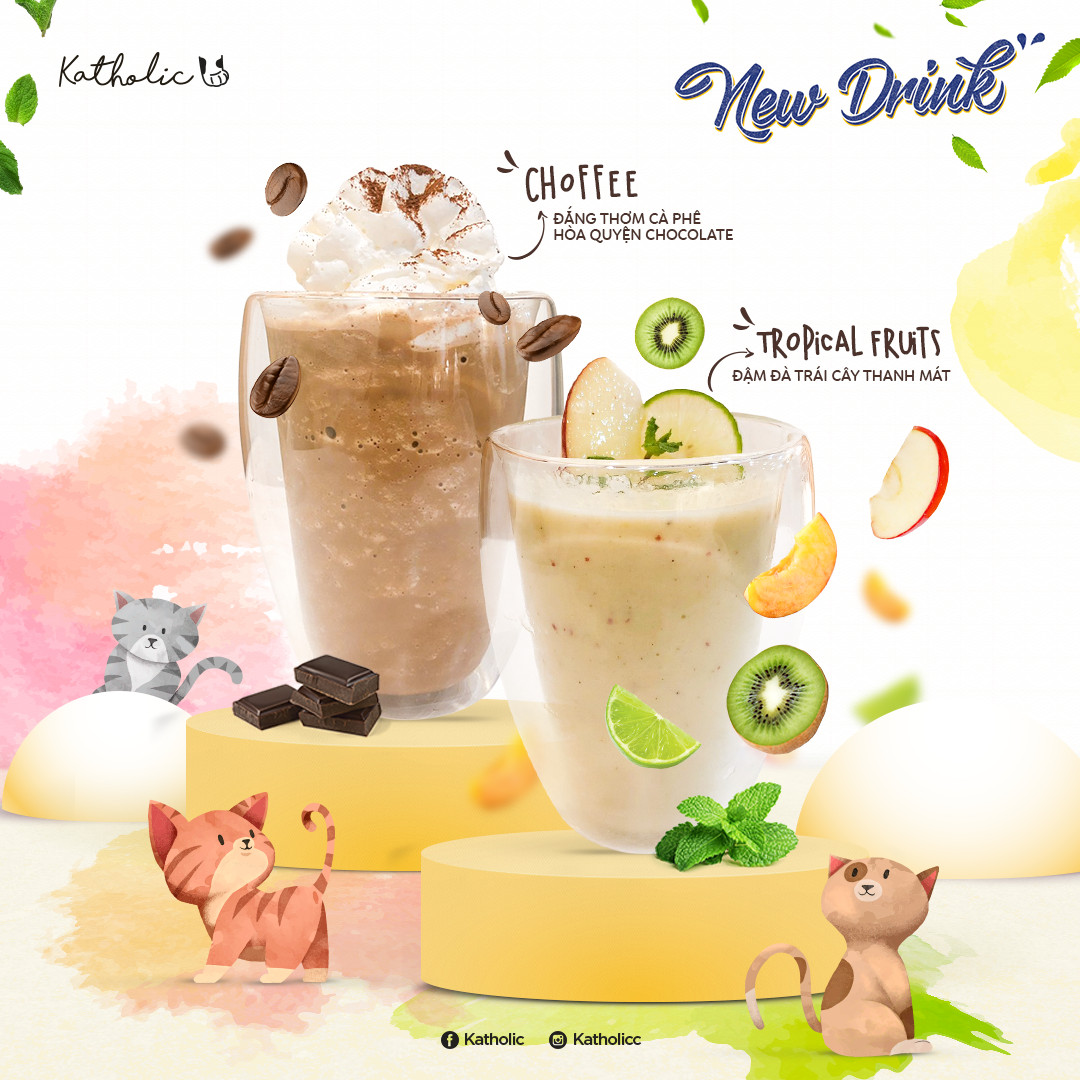 Katholic
New Drink
CHOFFEE
ĐẮNG THƠM CÀ PHÊ
HÒA QUYỆN CHOCOLATE
TROPICAL FRUITS
ĐẬM ĐÀ TRÁI CÂY THANH MÁT
Katholic Katholicc